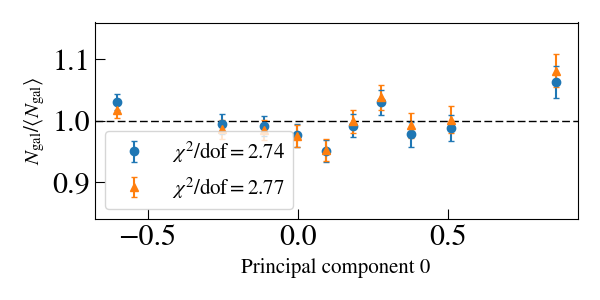 N_gal/⟨N_gal⟩
1.1
1.0
0.9
χ²/dof = 2.74
χ²/dof = 2.77
−0.5 0.0 0.5
Principal component 0